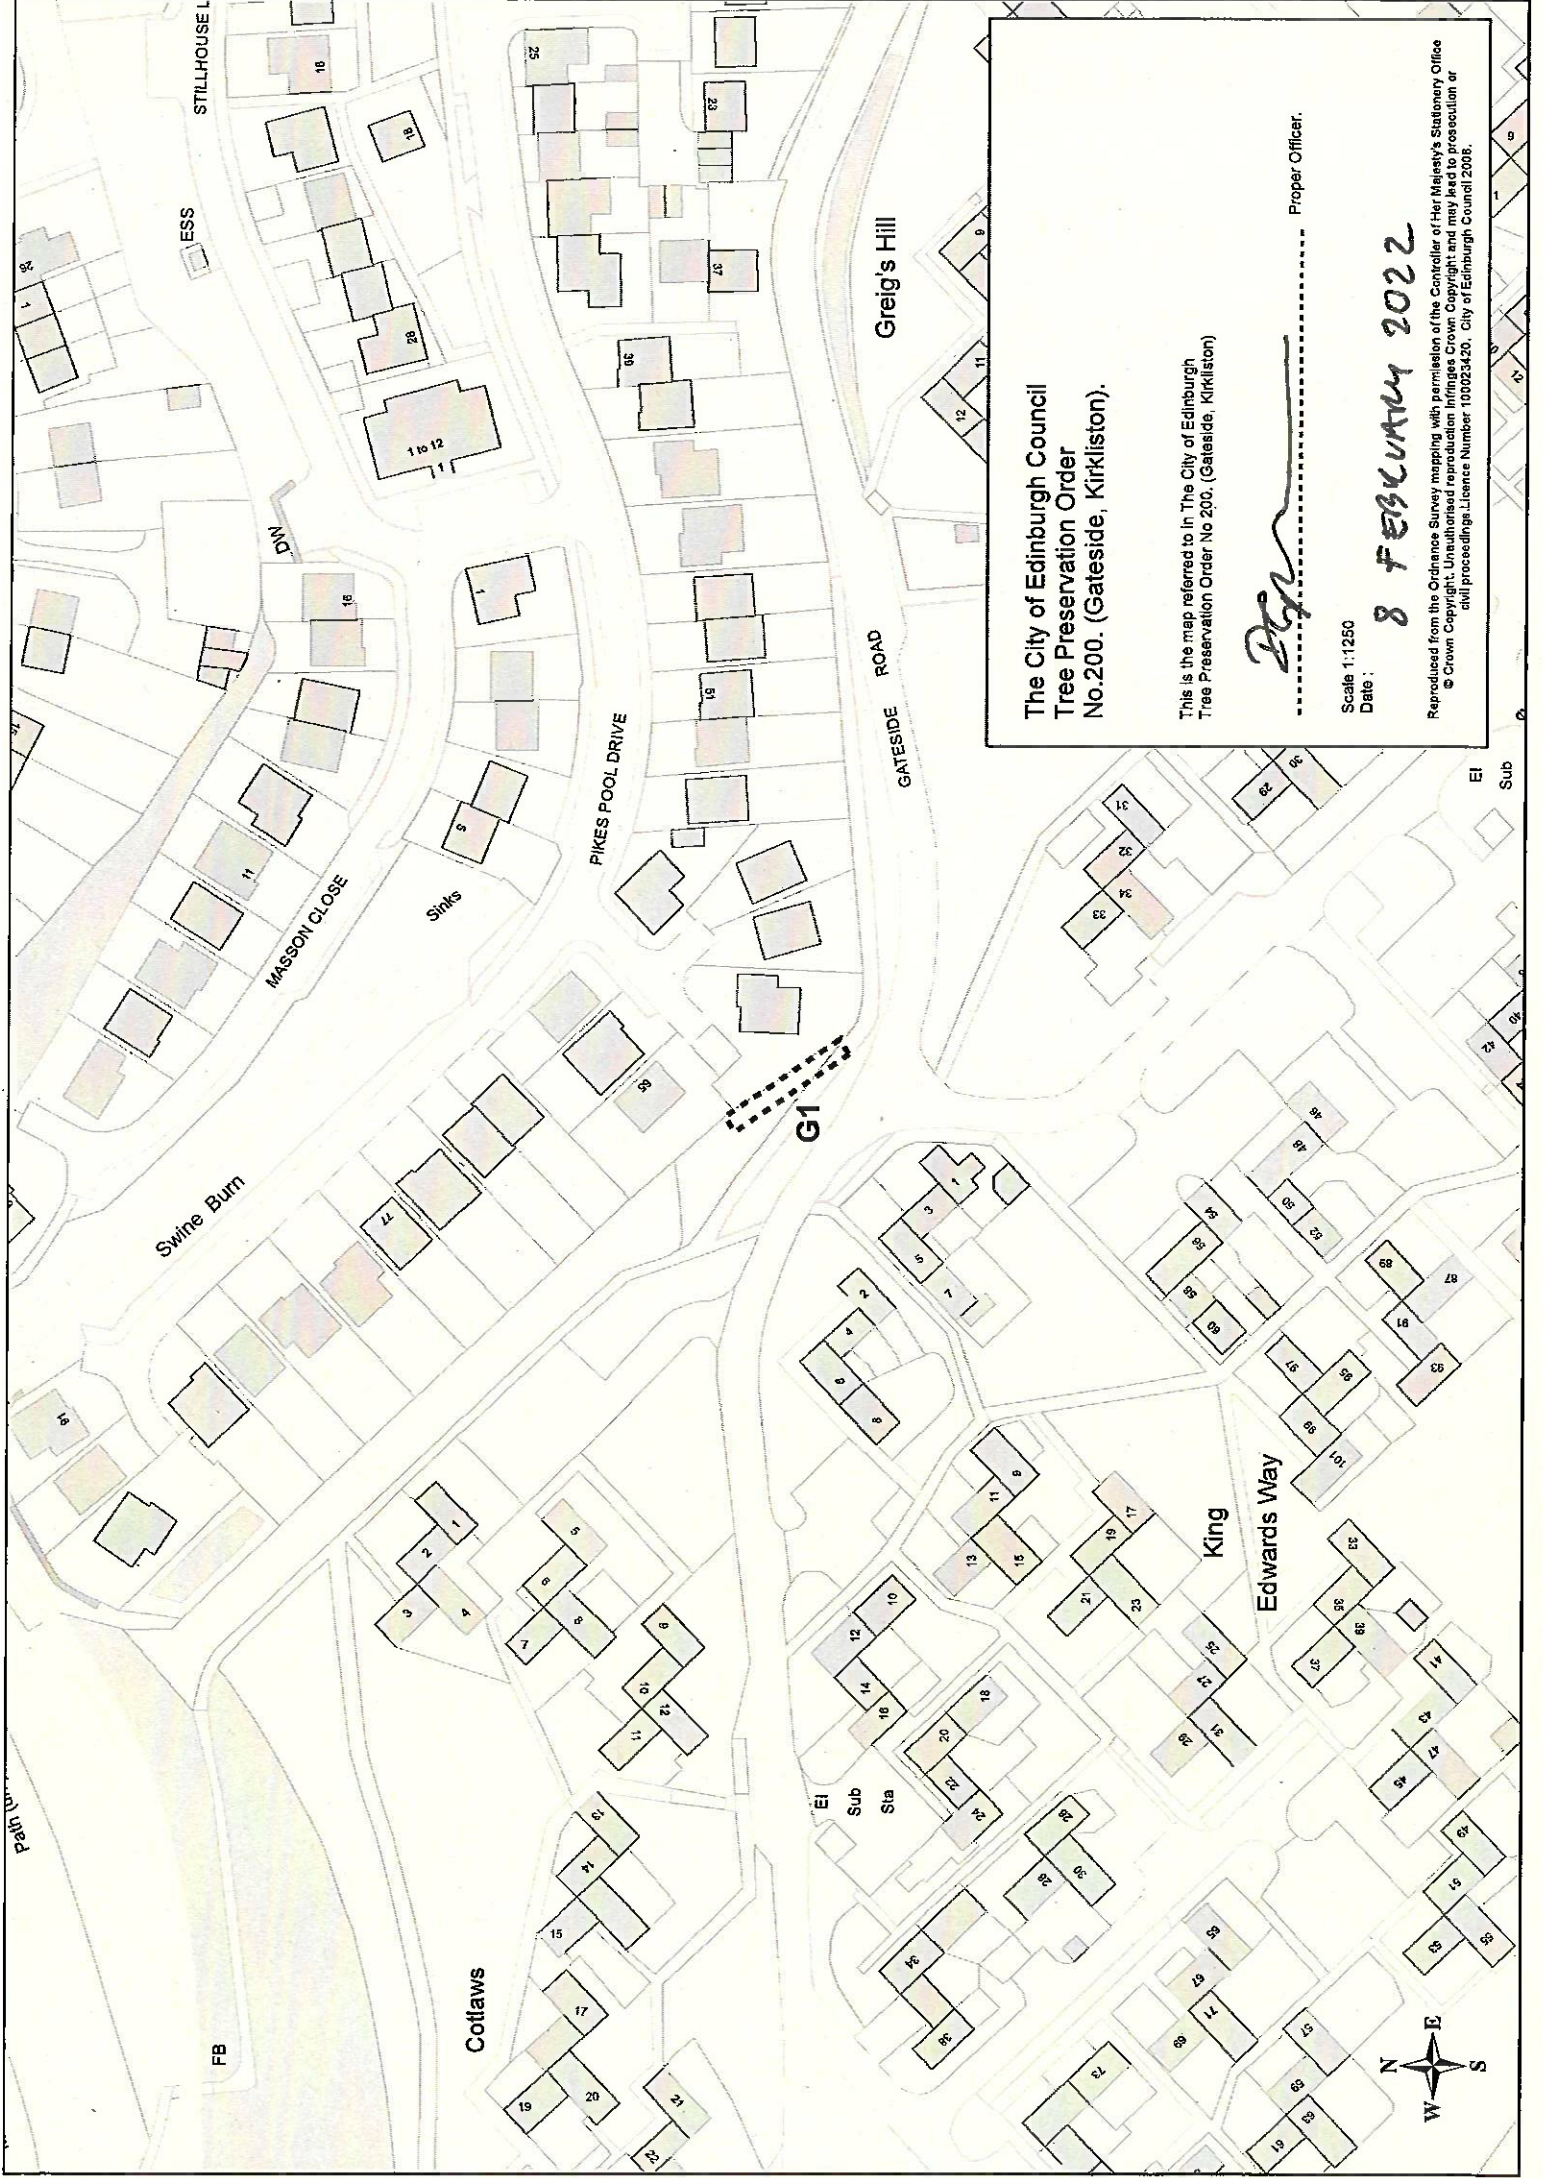 The City of Edinburgh Council
Tree Preservation Order
No.200. (Gateside, Kirkliston).
This is the map referred to in The City of Edinburgh
Tree Preservation Order No 200. (Gateside, Kirkliston)
Proper Officer.
Scale 1:1250
Date :
8 FEBRUARY 2022
Reproduced from the Ordnance Survey mapping with permission of the Controller of Her Majesty's Stationery Office
© Crown Copyright. Unauthorised reproduction infringes Crown Copyright and may lead to prosecution or
civil proceedings. Licence Number 100023420. City of Edinburgh Council 2008.
STILLHOUSE L
ESS
DW
1 to 12
MASSON CLOSE
Sinks
PIKES POOL DRIVE
Greig's Hill
GATESIDE ROAD
G1
Swine Burn
Path
FB
Cotlaws
El
Sub
Sta
King
Edwards Way
El
Sub
N
W E
S